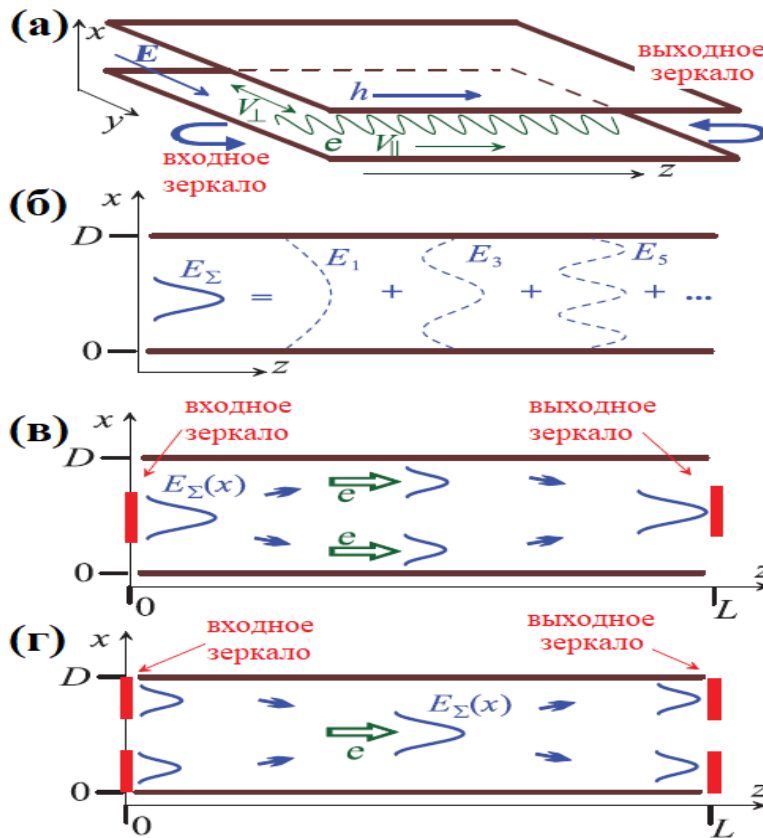 (а)
x
y
E
V⊥
h
e
V∥
z
выходное
зеркало
входное
зеркало
(б)
x
D
0
z
EΣ
=
E1
+
E3
+
E5
+ ...
(в)
входное
зеркало
выходное
зеркало
x
D
EΣ(x)
e
e
0
z
0
L
(г)
входное
зеркало
выходное
зеркало
x
D
EΣ(x)
e
0
z
0
L